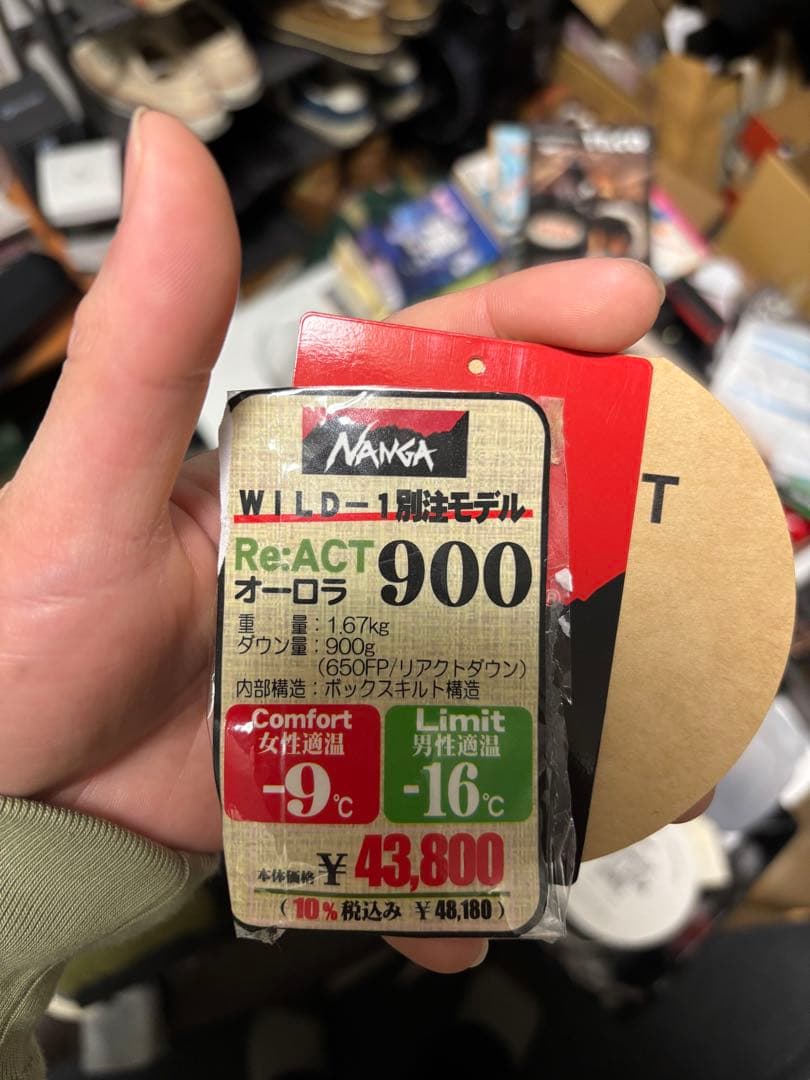 NANGA
WILD-1別注モデル
Re:ACT
オーロラ 900
重　　量：1.67kg
ダウン量：900g
(650FP/リアクトダウン)
内部構造：ボックスキルト構造
Comfort
女性適温
-9℃
Limit
男性適温
-16℃
本体価格 ¥ 43,800
(10%税込み ¥48,180)
T